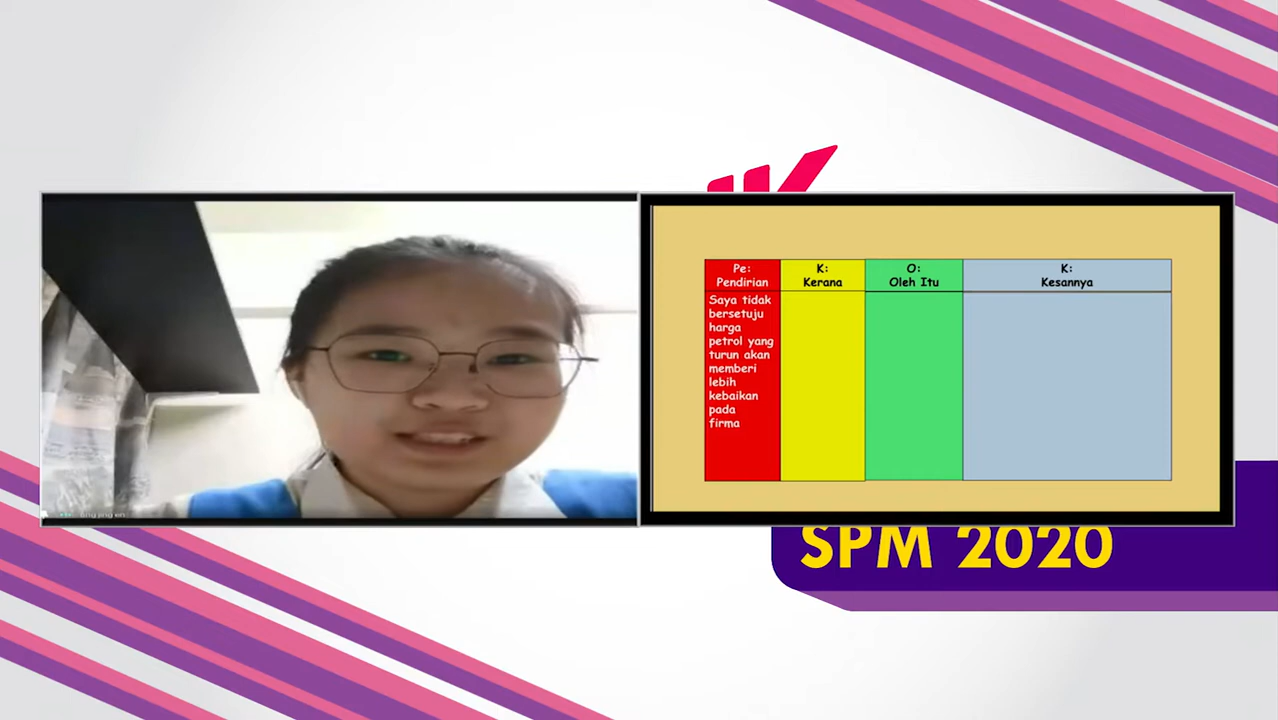 Pe:
Pendirian
K:
Kerana
O:
Oleh Itu
K:
Kesannya
Saya tidak
bersetuju
harga
petrol yang
turun akan
memberi
lebih
kebaikan
pada
firma
SPM 2020